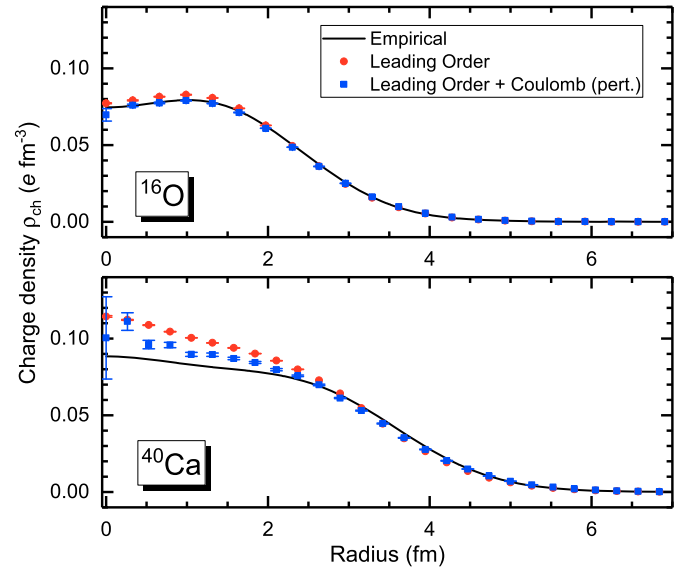 0.10
0.05
0.00
Empirical
Leading Order
Leading Order + Coulomb (pert.)
¹⁶O
0 2 4 6
Charge density ρch (e fm⁻³)
0.10
0.05
0.00
⁴⁰Ca
0 2 4 6
Radius (fm)